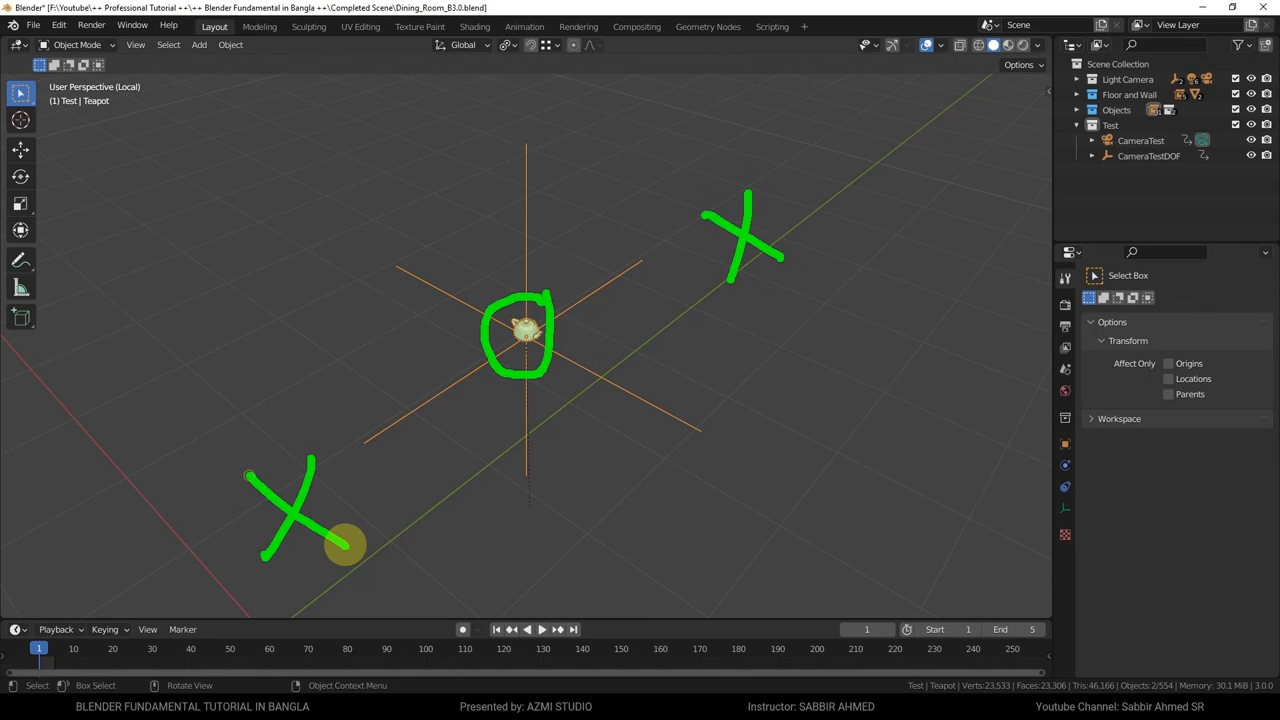 Blender* [F:\Youtube\++ Professional Tutorial ++\++ Blender Fundamental in Bangla ++\Completed Scene\Dining_Room_B3.0.blend]
File Edit Render Window Help Layout Modeling Sculpting UV Editing Texture Paint Shading Animation Rendering Compositing Geometry Nodes Scripting + Scene View Layer
Object Mode View Select Add Object Global
Options
User Perspective (Local)
(1) Test | Teapot
Scene Collection
Light Camera 2 6
Floor and Wall 5 2
Objects 31 2
Test
CameraTest
CameraTestDOF
Select Box
Options
Transform
Affect Only Origins
Locations
Parents
Workspace
Playback Keying View Marker 1 Start 1 End 5
1 10 20 30 40 50 60 70 80 90 100 110 120 130 140 150 160 170 180 190 200 210 220 230 240 250
Select Box Select Rotate View Object Context Menu Test | Teapot | Verts:23,533 | Faces:23,306 | Tris:46,166 | Objects:2/554 | Memory: 30.1 MiB | 3.0.0
BLENDER FUNDAMENTAL TUTORIAL IN BANGLA Presented by: AZMI STUDIO Instructor: SABBIR AHMED Youtube Channel: Sabbir Ahmed SR